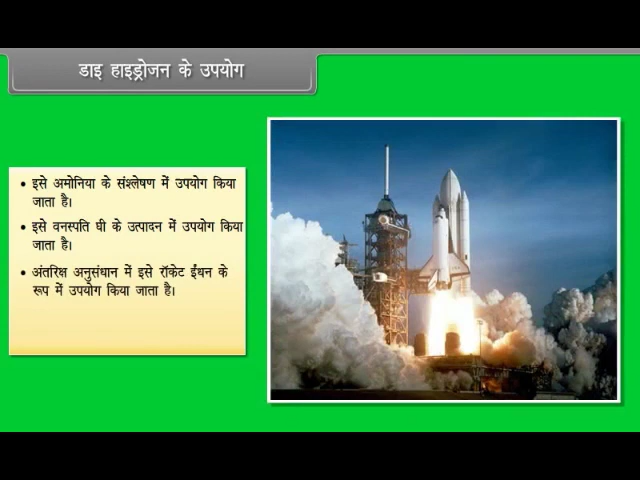 डाइ हाइड्रोजन के उपयोग
• इसे अमोनिया के संश्लेषण में उपयोग किया
जाता है।
• इसे वनस्पति घी के उत्पादन में उपयोग किया
जाता है।
• अंतरिक्ष अनुसंधान में इसे रॉकेट ईंधन के
रूप में उपयोग किया जाता है।